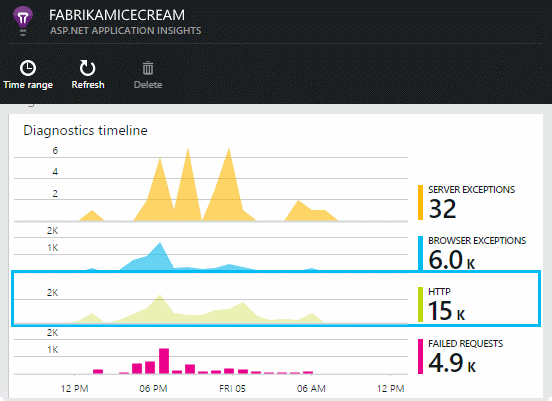 FABRIKAMICECREAM
ASP.NET APPLICATION INSIGHTS
Time range
Refresh
Delete
Diagnostics timeline
6
4
2
SERVER EXCEPTIONS
32
2K
1K
BROWSER EXCEPTIONS
6.0 K
2K
HTTP
15 K
2K
1K
FAILED REQUESTS
4.9 K
12 PM
06 PM
FRI 05
06 AM
12 PM